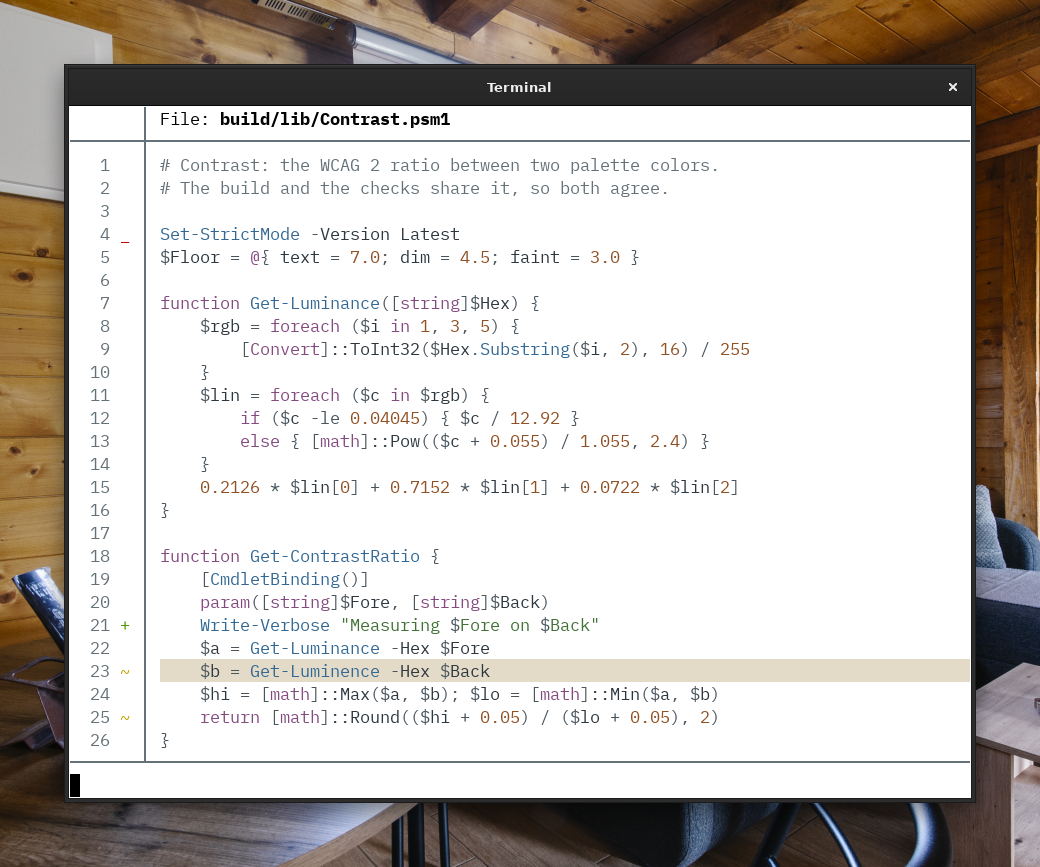 Terminal ×
File: build/lib/Contrast.psm1
1 # Contrast: the WCAG 2 ratio between two palette colors.
2 # The build and the checks share it, so both agree.
3
4 _ Set-StrictMode -Version Latest
5 $Floor = @{ text = 7.0; dim = 4.5; faint = 3.0 }
6
7 function Get-Luminance([string]$Hex) {
8     $rgb = foreach ($i in 1, 3, 5) {
9         [Convert]::ToInt32($Hex.Substring($i, 2), 16) / 255
10     }
11     $lin = foreach ($c in $rgb) {
12         if ($c -le 0.04045) { $c / 12.92 }
13         else { [math]::Pow(($c + 0.055) / 1.055, 2.4) }
14     }
15     0.2126 * $lin[0] + 0.7152 * $lin[1] + 0.0722 * $lin[2]
16 }
17
18 function Get-ContrastRatio {
19     [CmdletBinding()]
20     param([string]$Fore, [string]$Back)
21 +     Write-Verbose "Measuring $Fore on $Back"
22     $a = Get-Luminance -Hex $Fore
23 ~     $b = Get-Luminence -Hex $Back
24     $hi = [math]::Max($a, $b); $lo = [math]::Min($a, $b)
25 ~     return [math]::Round(($hi + 0.05) / ($lo + 0.05), 2)
26 }